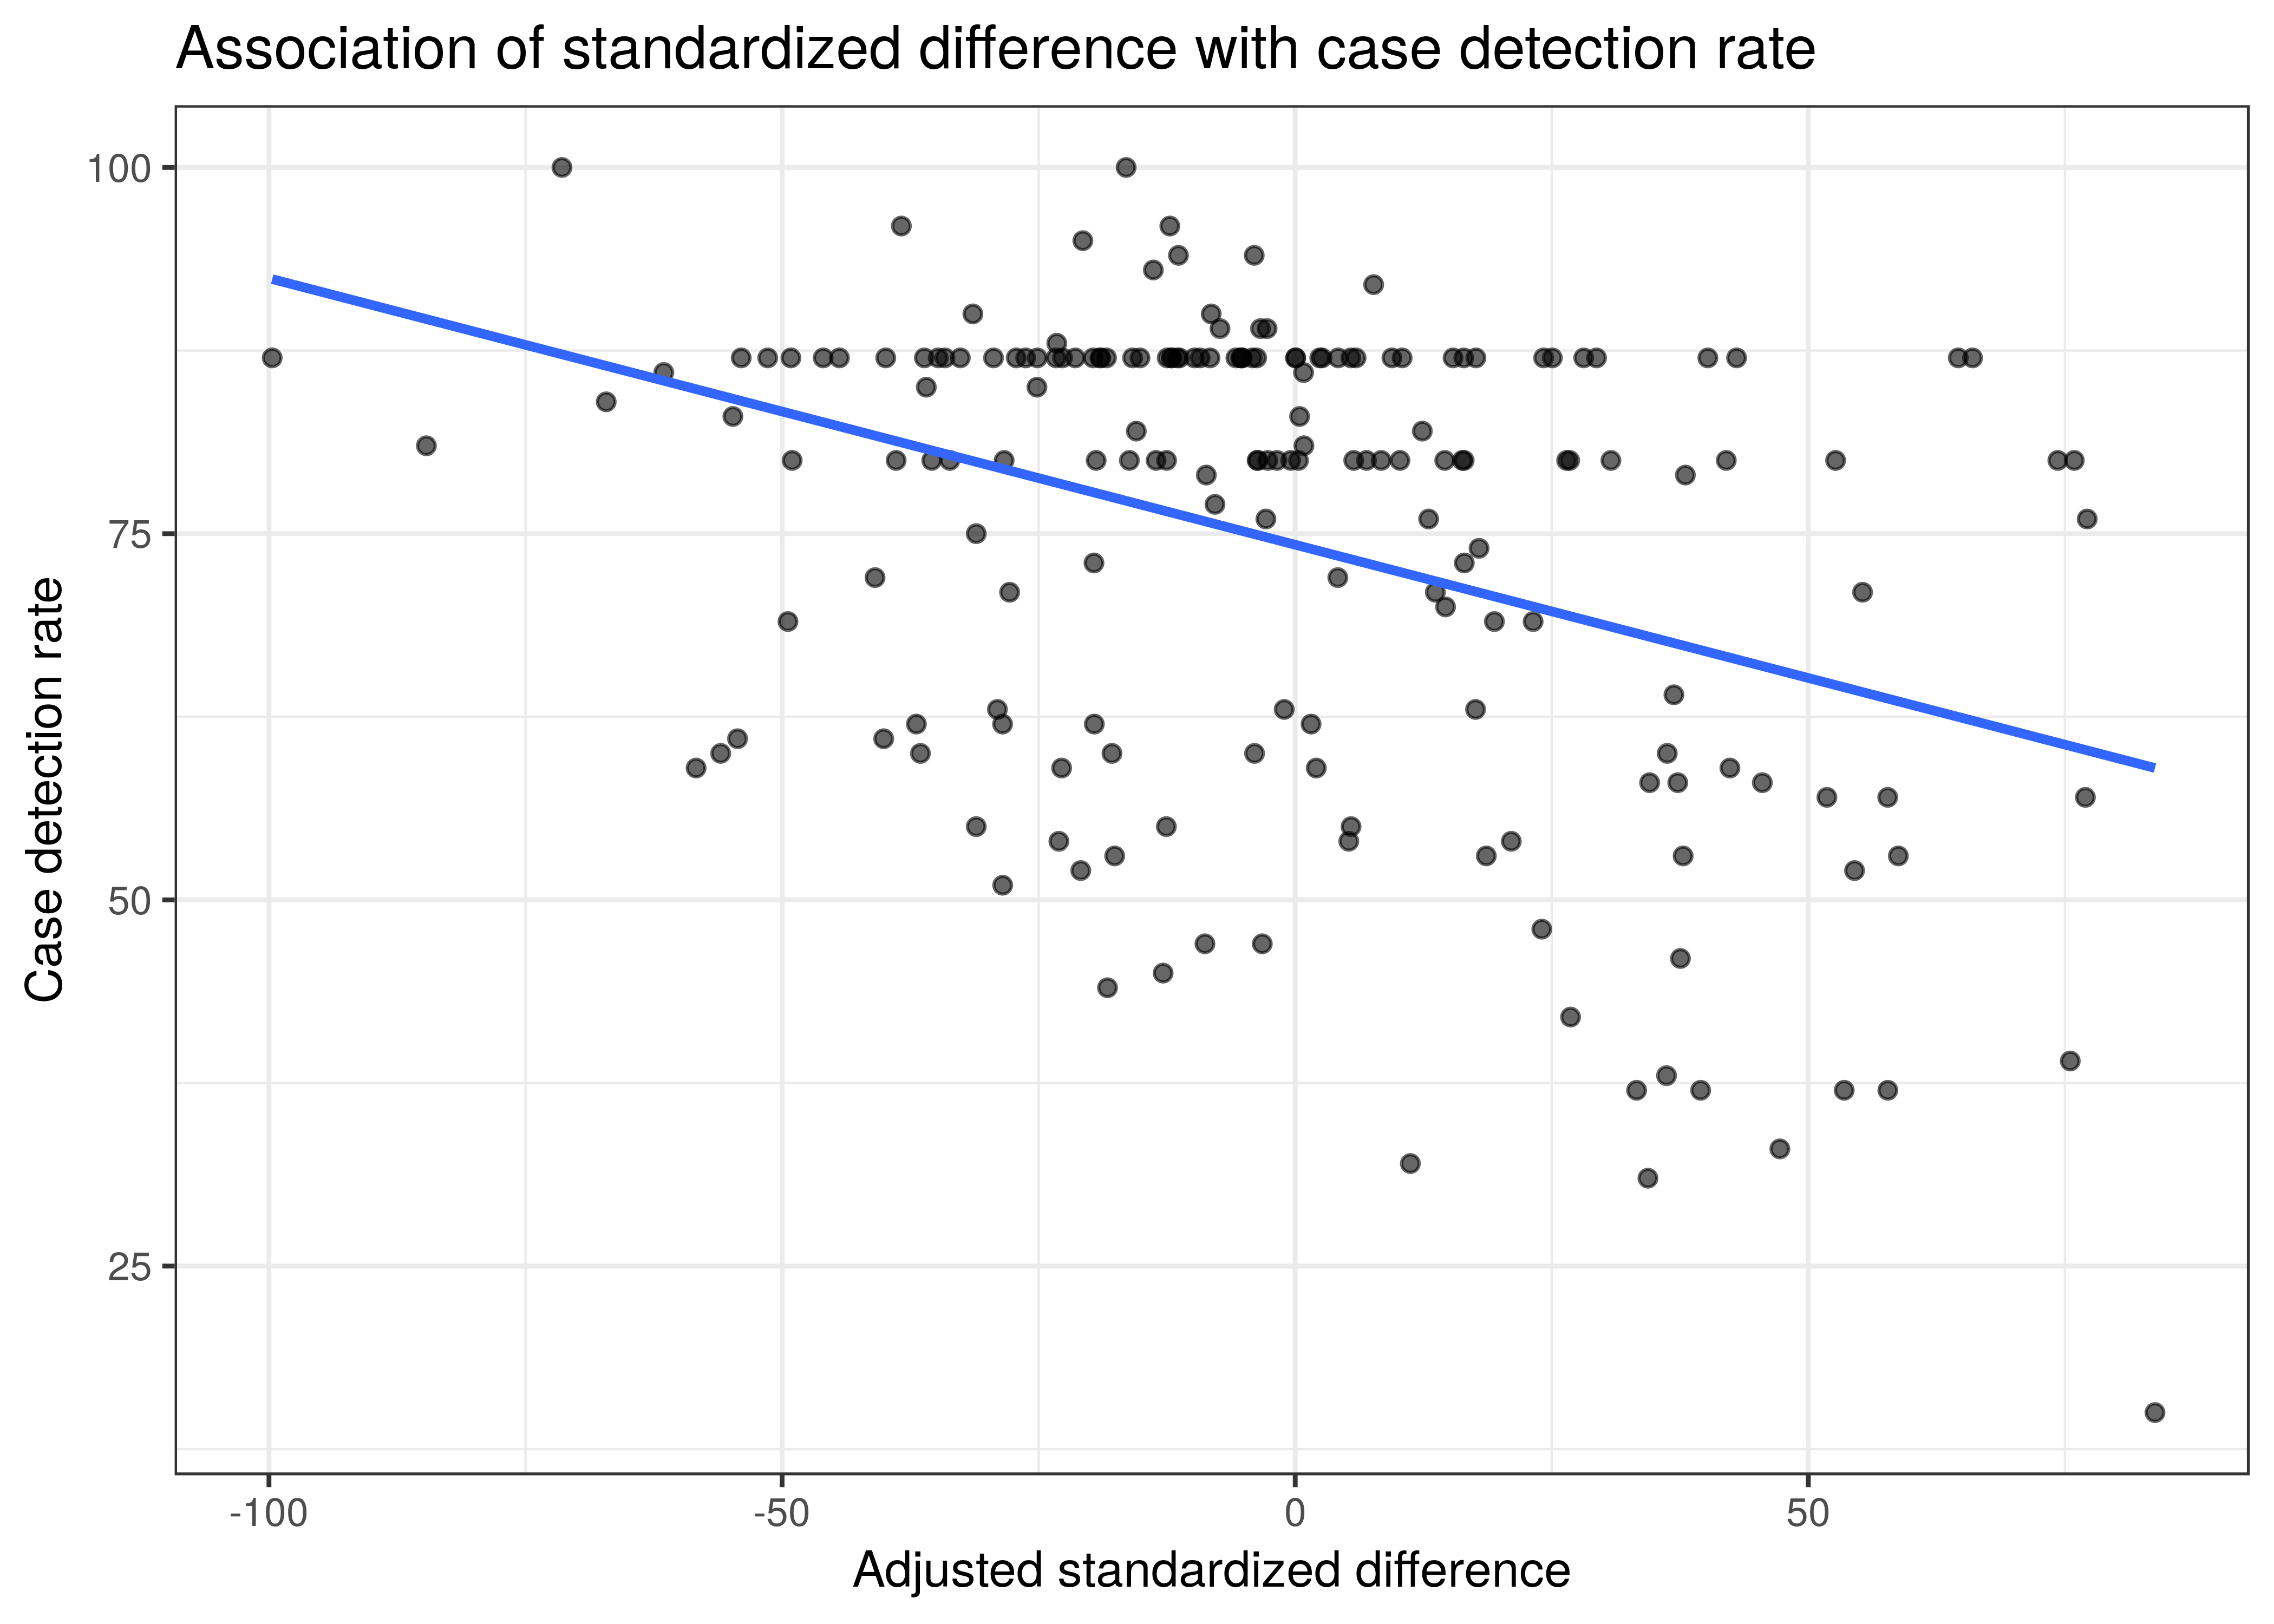 Association of standardized difference with case detection rate
100
75
50
25
Case detection rate
-100 -50 0 50
Adjusted standardized difference